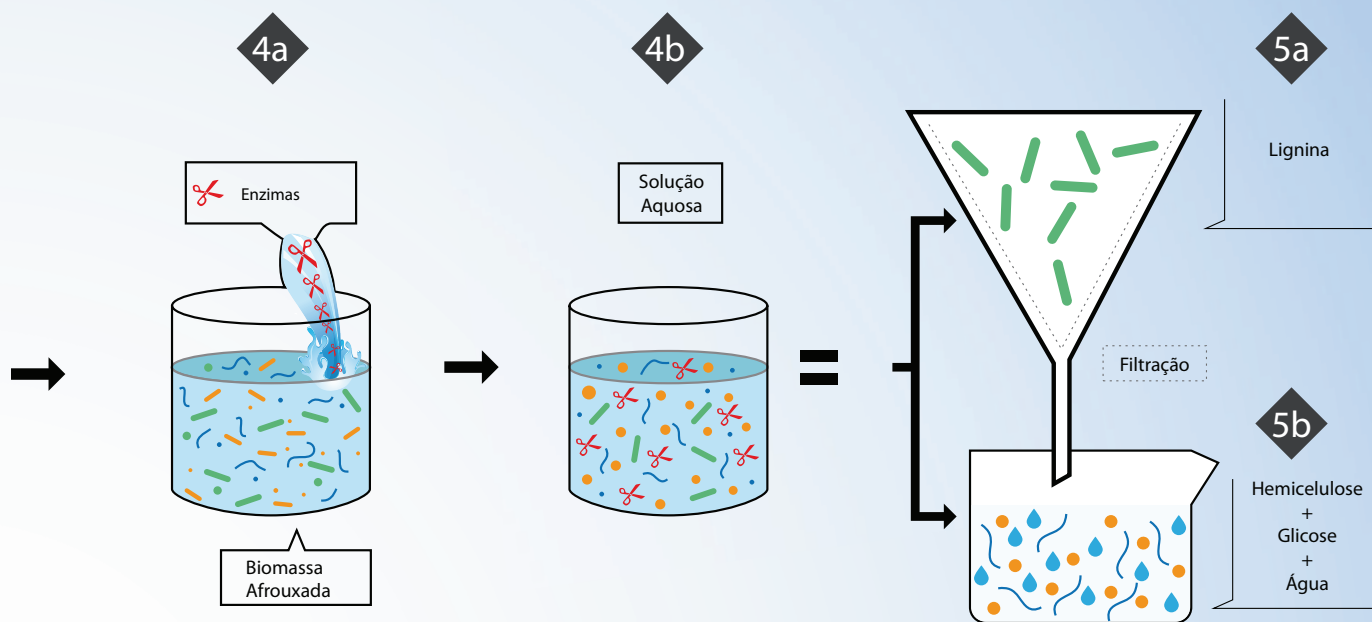 4a
4b
5a
Enzimas
Solução
Aquosa
Lignina
Filtração
5b
Hemicelulose
+
Glicose
+
Água
Biomassa
Afrouxada